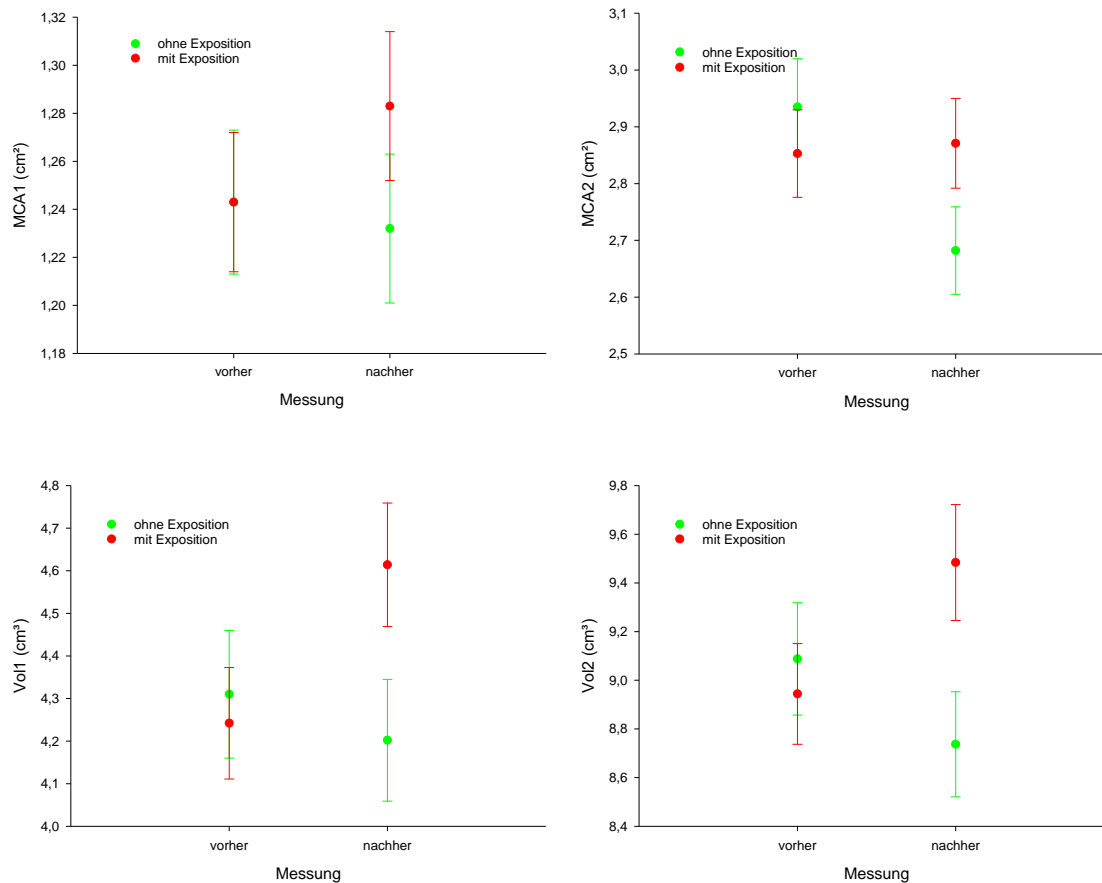 1,32
1,30
1,28
1,26
1,24
1,22
1,20
1,18
MCA1 (cm²)
ohne Exposition
mit Exposition
vorher nachher
Messung
3,1
3,0
2,9
2,8
2,7
2,6
2,5
MCA2 (cm²)
ohne Exposition
mit Exposition
vorher nachher
Messung
4,8
4,7
4,6
4,5
4,4
4,3
4,2
4,1
4,0
Vol1 (cm³)
ohne Exposition
mit Exposition
vorher nachher
Messung
9,8
9,6
9,4
9,2
9,0
8,8
8,6
8,4
Vol2 (cm³)
ohne Exposition
mit Exposition
vorher nachher
Messung